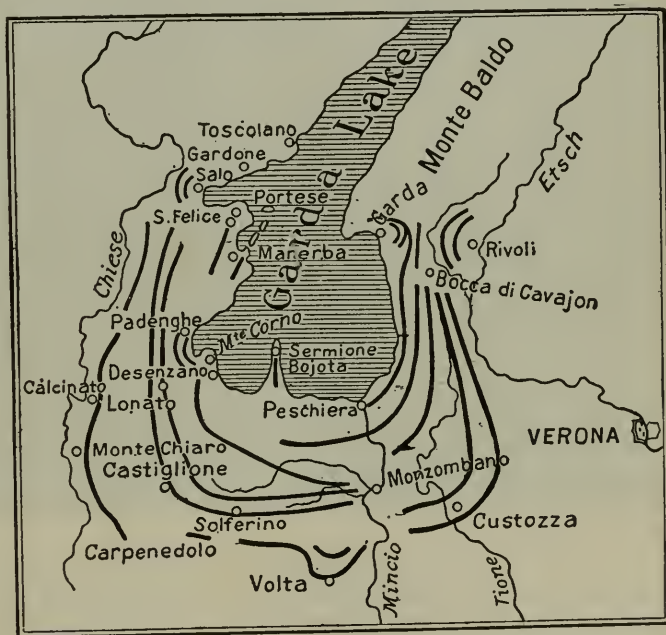 Toscolano
Gardone
Salo
Portese
S. Felice
Manerba
Garda Lake
Monte Baldo
Etsch
Garda
Rivoli
Bocca di Cavajon
Chiese
Padenghe
Mte Corno
Sermione
Bojota
Desenzano
Calcinato
Lonato
Peschiera
VERONA
Monte Chiaro
Castiglione
Monzombano
Solferino
Custozza
Carpenedolo
Volta
Mincio
Tione